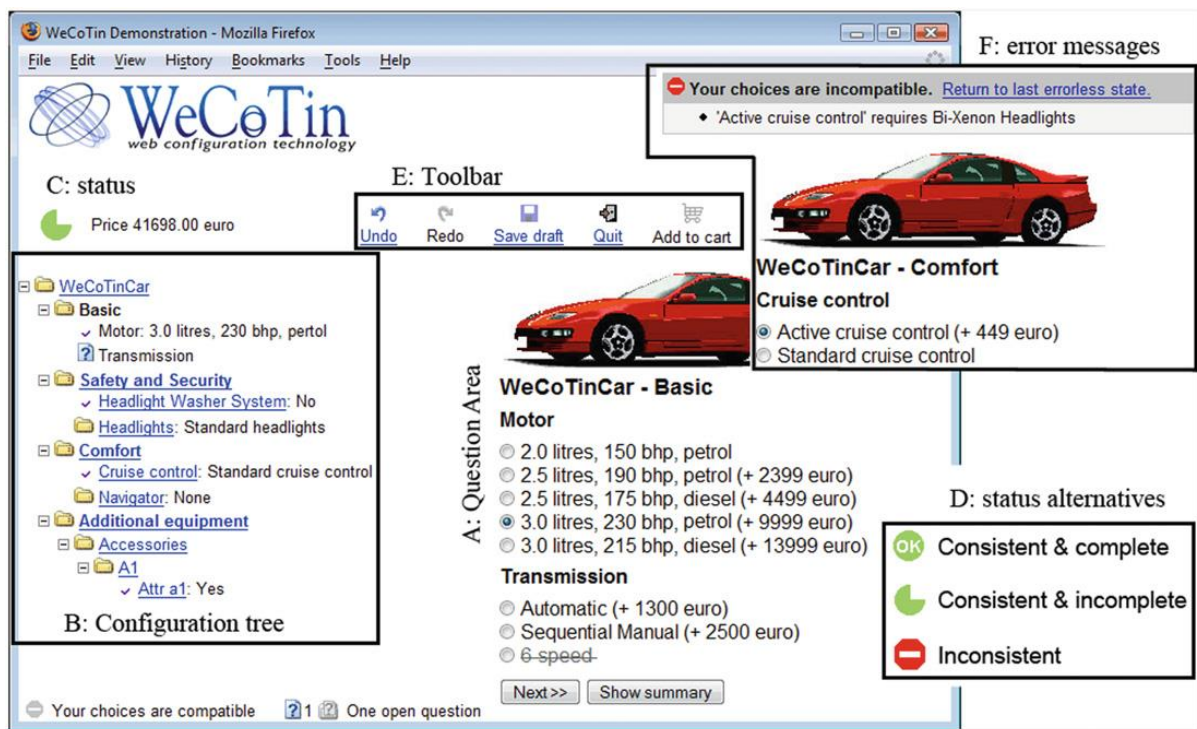 WeCoTin Demonstration - Mozilla Firefox
File Edit View History Bookmarks Tools Help
F: error messages
WeCoTin
web configuration technology
Your choices are incompatible. Return to last errorless state.
'Active cruise control' requires Bi-Xenon Headlights
C: status
Price 41698.00 euro
E: Toolbar
Undo Redo Save draft Quit Add to cart
WeCoTinCar - Comfort
Cruise control
Active cruise control (+ 449 euro)
Standard cruise control
WeCoTinCar
Basic
Motor: 3.0 litres, 230 bhp, pertol
? Transmission
Safety and Security
Headlight Washer System: No
Headlights: Standard headlights
Comfort
Cruise control: Standard cruise control
Navigator: None
Additional equipment
Accessories
A1
Attr a1: Yes
B: Configuration tree
A: Question Area
WeCoTinCar - Basic
Motor
2.0 litres, 150 bhp, petrol
2.5 litres, 190 bhp, petrol (+ 2399 euro)
2.5 litres, 175 bhp, diesel (+ 4499 euro)
3.0 litres, 230 bhp, petrol (+ 9999 euro)
3.0 litres, 215 bhp, diesel (+ 13999 euro)
Transmission
Automatic (+ 1300 euro)
Sequential Manual (+ 2500 euro)
6 speed
Next >> Show summary
D: status alternatives
OK Consistent & complete
Consistent & incomplete
Inconsistent
Your choices are compatible ? 1 ? One open question